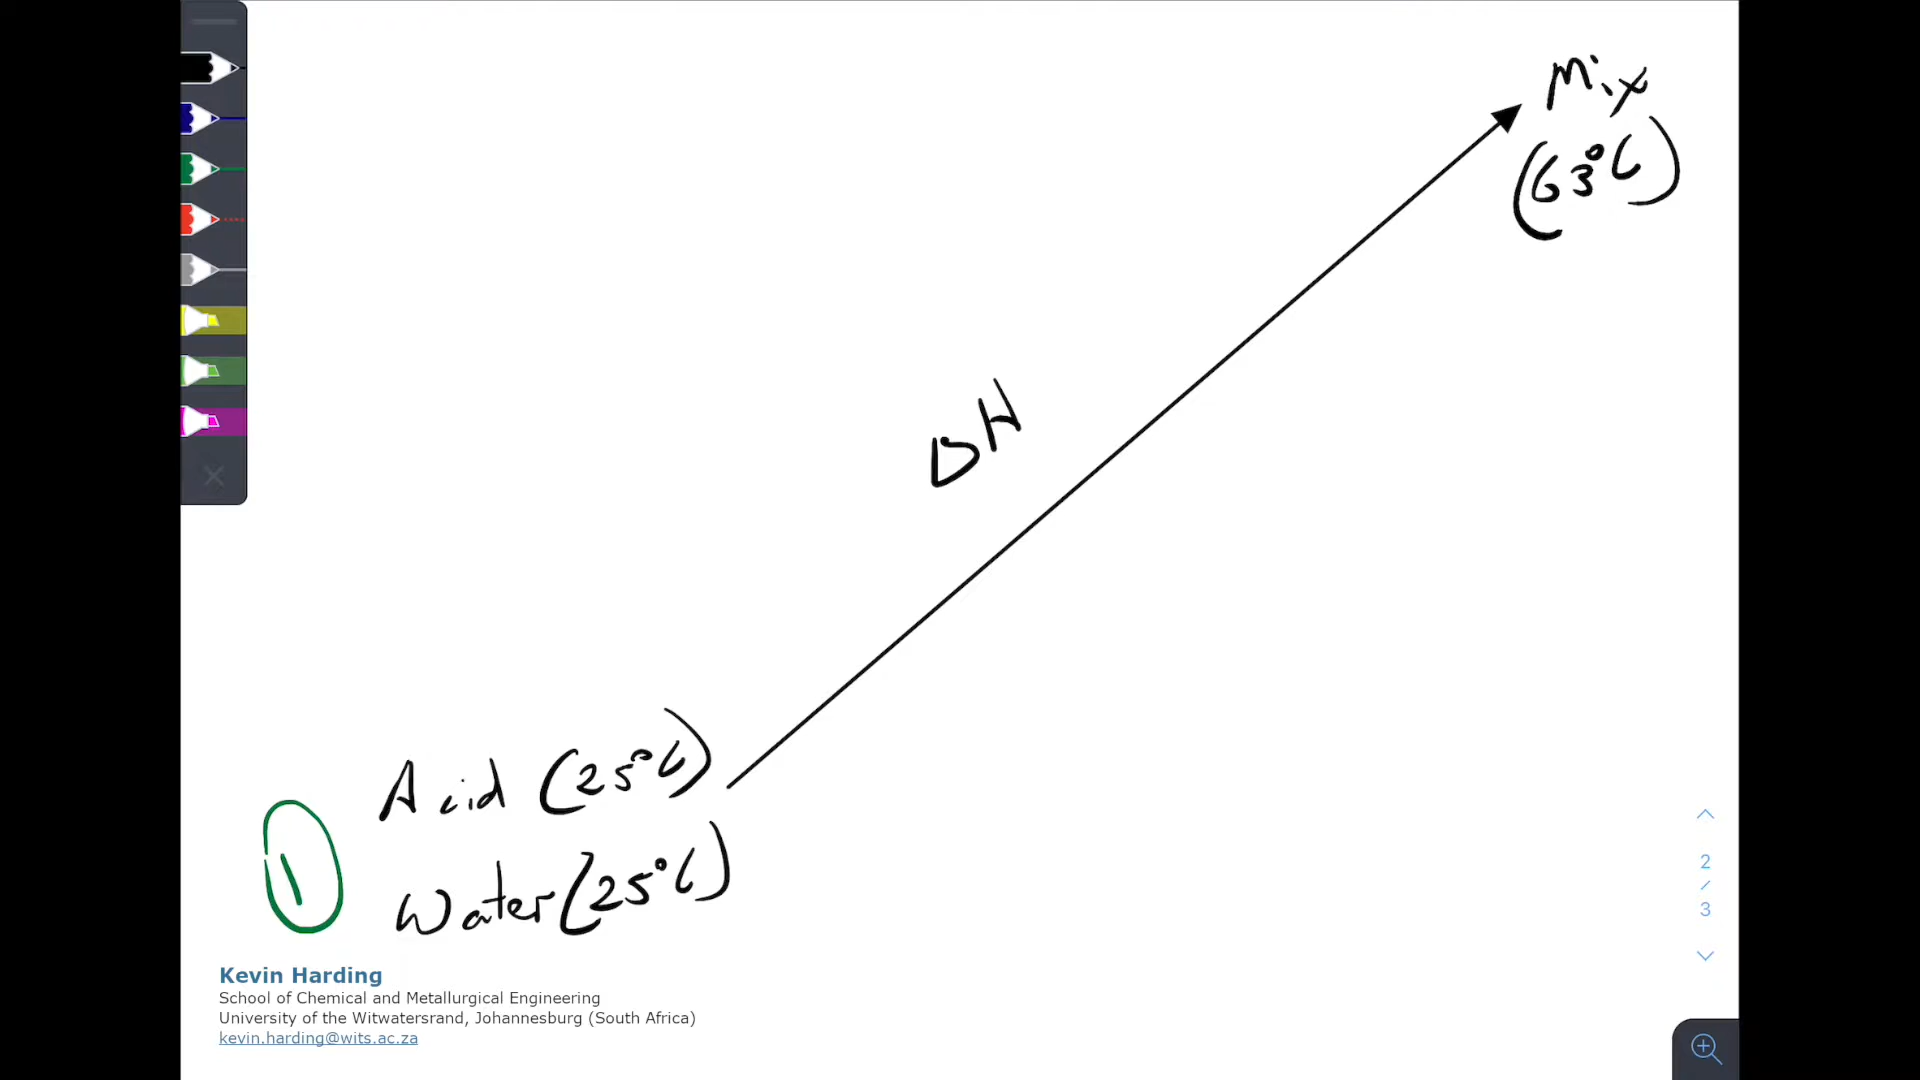 Mix
(63°C)
ΔH
Acid (25°C)
1
Water (25°C)
Kevin Harding
School of Chemical and Metallurgical Engineering
University of the Witwatersrand, Johannesburg (South Africa)
kevin.harding@wits.ac.za
2
/
3